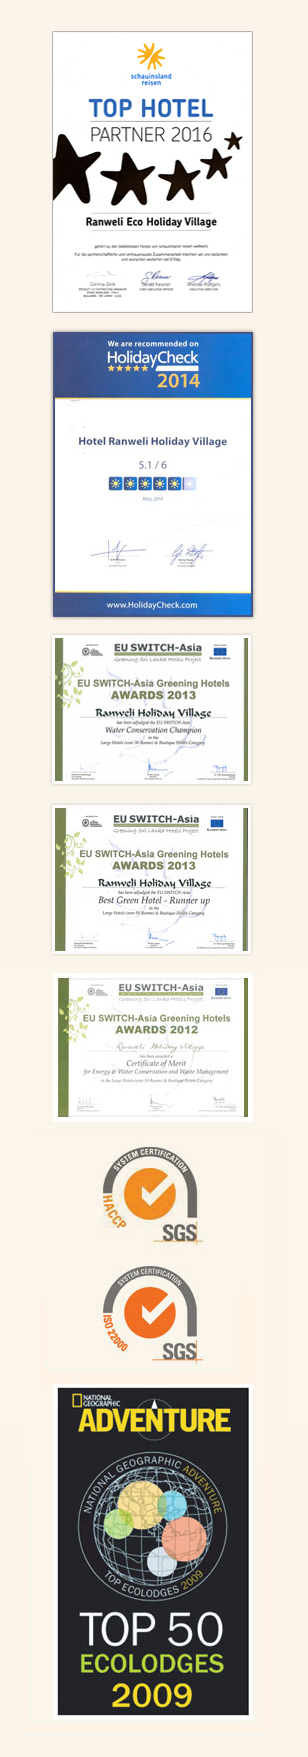 schauinsland
reisen
TOP HOTEL
PARTNER 2016
Ranweli Eco Holiday Village
gehört zu den beliebtesten Hotels von schauinsland-reisen weltweit.
Für die partnerschaftliche und vertrauensvolle Zusammenarbeit möchten wir uns bedanken
und wünschen weiterhin viel Erfolg.
Gerald Kassner
CHIEF EXECUTIVE OFFICER
Andreas Rüttgers
EXECUTIVE DIRECTOR
We are recommended on
HolidayCheck
2014
Hotel Ranweli Holiday Village
5.1 / 6
May 2014
www.HolidayCheck.com
EU SWITCH-Asia
Greening Sri Lanka Hotels Project
EU SWITCH-Asia Greening Hotels
AWARDS 2013
Ranweli Holiday Village
has been adjudged the EU SWITCH-Asia
Water Conservation Champion
in the
Large Hotels (over 50 Rooms) & Boutique Hotels Category
EU SWITCH-Asia
Greening Sri Lanka Hotels Project
EU SWITCH-Asia Greening Hotels
AWARDS 2013
Ranweli Holiday Village
has been adjudged the EU SWITCH-Asia
Best Green Hotel - Runner up
in the
Large Hotels (over 50 Rooms) & Boutique Hotels Category
EU SWITCH-Asia
Greening Sri Lanka Hotels Project
EU SWITCH-Asia Greening Hotels
AWARDS 2012
Ranweli Holiday Village
has been awarded a
Certificate of Merit
for Energy & Water Conservation and Waste Management
in the Large Hotels (over 50 Rooms) & Boutique Hotels Category
SYSTEM CERTIFICATION
HACCP
SGS
SYSTEM CERTIFICATION
ISO 22000
SGS
NATIONAL
GEOGRAPHIC
ADVENTURE
NATIONAL GEOGRAPHIC ADVENTURE
TOP ECOLODGES 2009
TOP 50
ECOLODGES
2009